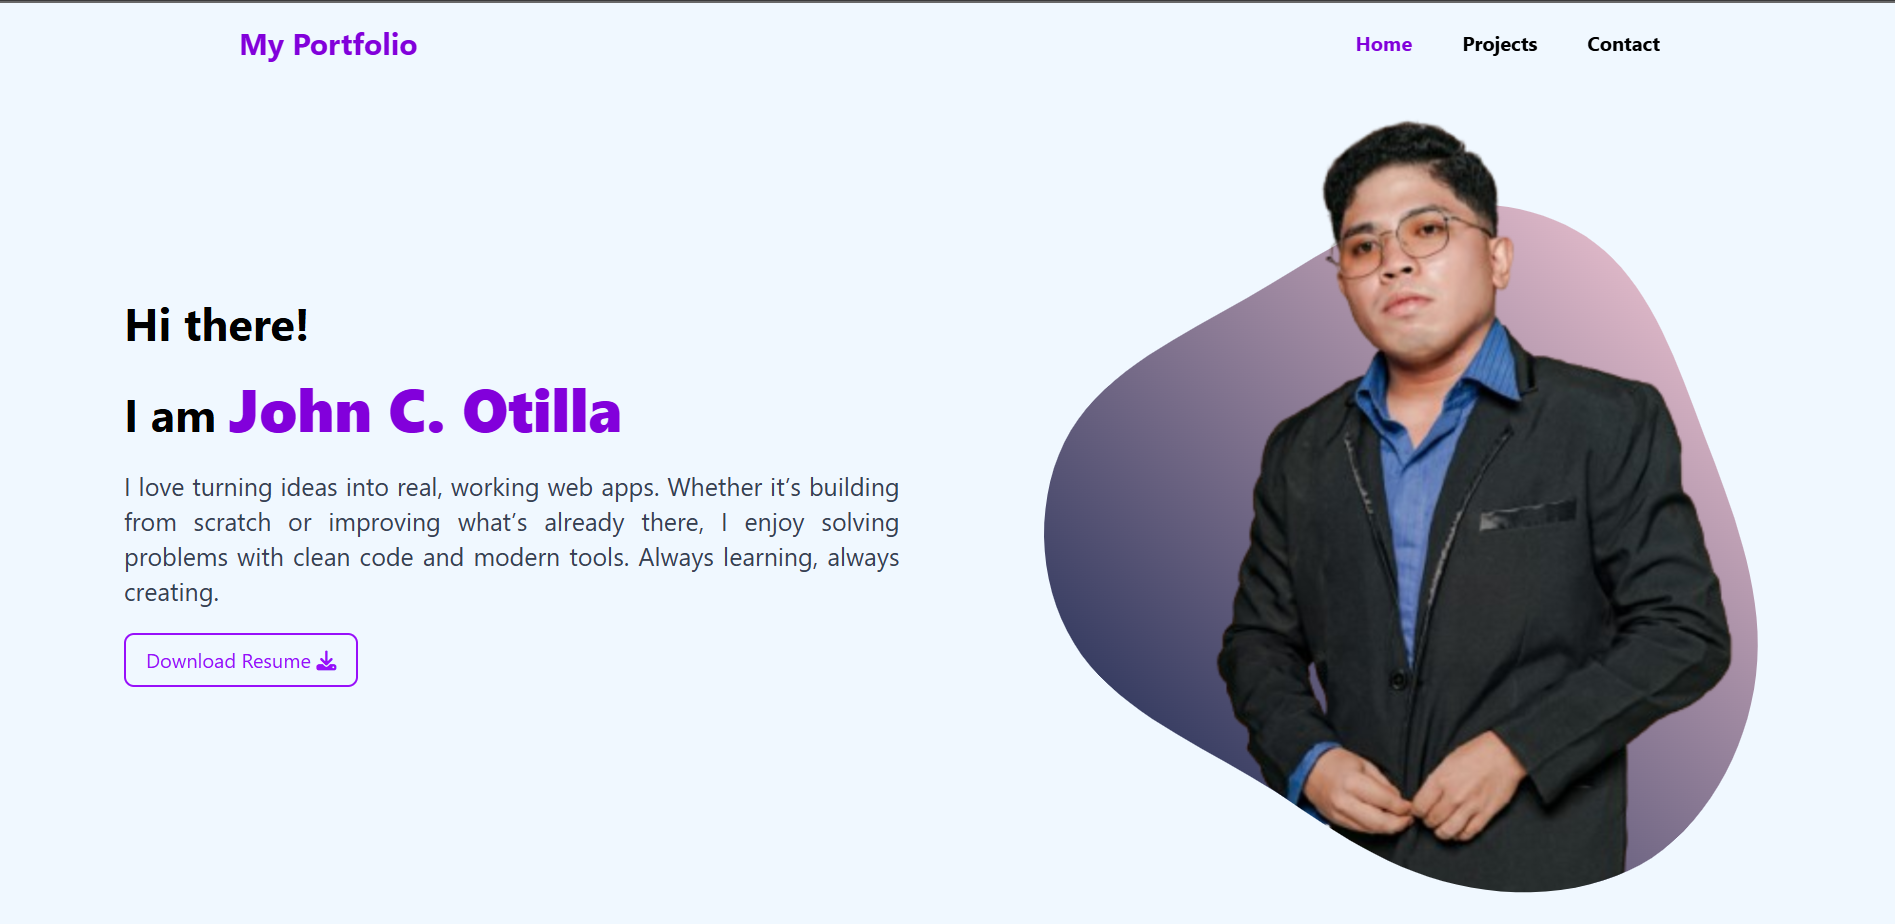 My Portfolio
Home Projects Contact
Hi there!
I am John C. Otilla
I love turning ideas into real, working web apps. Whether it’s building
from scratch or improving what’s already there, I enjoy solving
problems with clean code and modern tools. Always learning, always
creating.
Download Resume